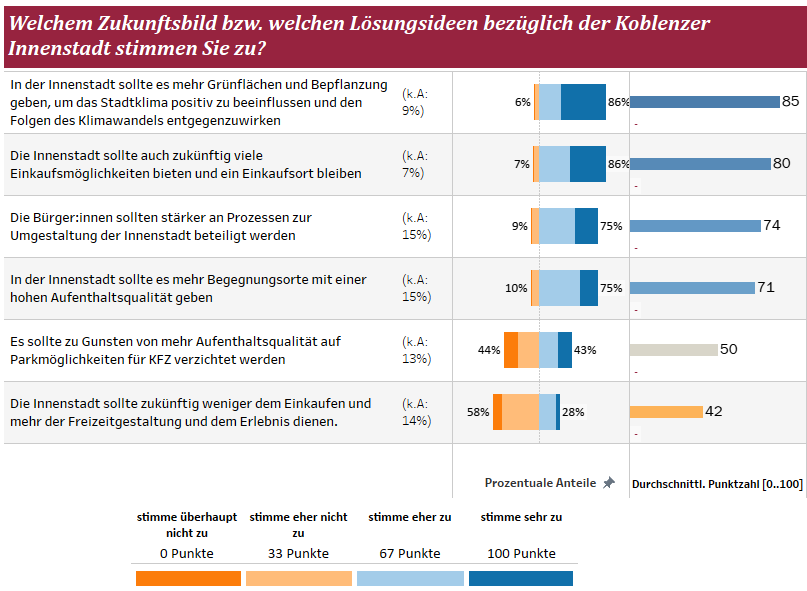 Welchem Zukunftsbild bzw. welchen Lösungsideen bezüglich der Koblenzer
Innenstadt stimmen Sie zu?
In der Innenstadt sollte es mehr Grünflächen und Bepflanzung
geben, um das Stadtklima positiv zu beeinflussen und den
Folgen des Klimawandels entgegenzuwirken
(k.A:
9%)
6%
86%
85
-
Die Innenstadt sollte auch zukünftig viele
Einkaufsmöglichkeiten bieten und ein Einkaufsort bleiben
(k.A:
7%)
7%
86%
80
-
Die Bürger:innen sollten stärker an Prozessen zur
Umgestaltung der Innenstadt beteiligt werden
(k.A:
15%)
9%
75%
74
-
In der Innenstadt sollte es mehr Begegnungsorte mit einer
hohen Aufenthaltsqualität geben
(k.A:
15%)
10%
75%
71
-
Es sollte zu Gunsten von mehr Aufenthaltsqualität auf
Parkmöglichkeiten für KFZ verzichtet werden
(k.A:
13%)
44%
43%
50
-
Die Innenstadt sollte zukünftig weniger dem Einkaufen und
mehr der Freizeitgestaltung und dem Erlebnis dienen.
(k.A:
14%)
58%
28%
42
-
Prozentuale Anteile
Durchschnittl. Punktzahl [0..100]
stimme überhaupt
nicht zu
0 Punkte
stimme eher nicht
zu
33 Punkte
stimme eher zu
67 Punkte
stimme sehr zu
100 Punkte